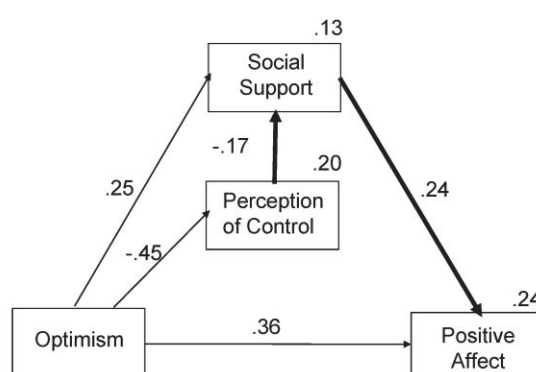 .13
Social
Support
-.17
.20
.25
Perception
of Control
.24
-.45
.24
Optimism
.36
Positive
Affect